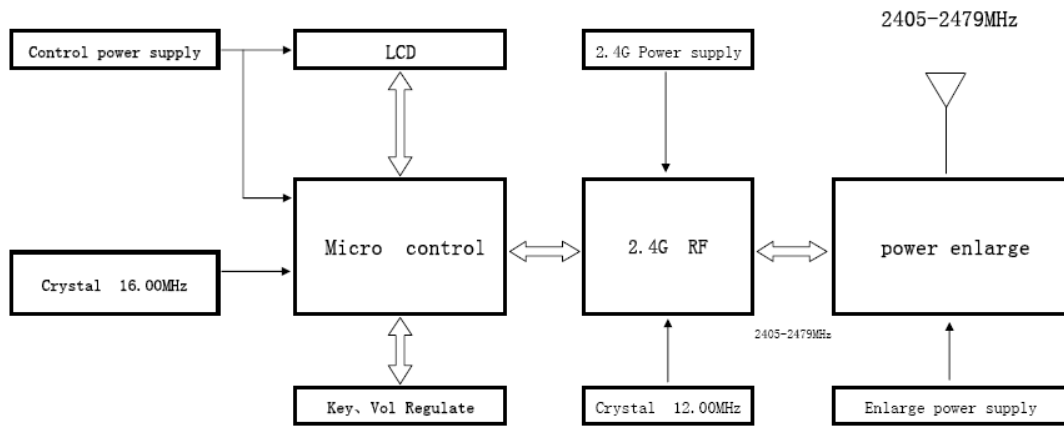 2405-2479MHz
Control power supply
LCD
2.4G Power supply
Micro control
2.4G RF
power enlarge
Crystal 16.00MHz
2405-2479MHz
Key、Vol Regulate
Crystal 12.00MHz
Enlarge power supply